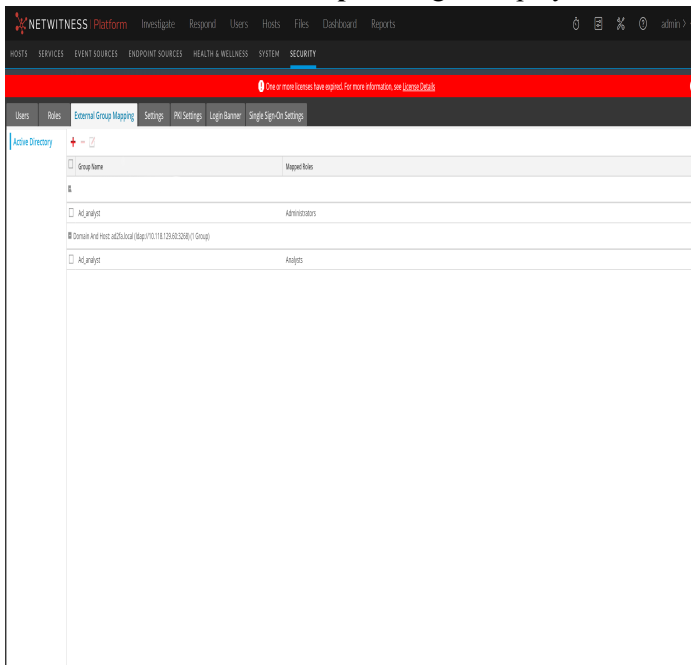 NETWITNESS Platform Investigate Respond Users Hosts Files Dashboard Reports admin >
HOSTS SERVICES EVENT SOURCES ENDPOINT SOURCES HEALTH & WELLNESS SYSTEM SECURITY
One or more licenses have expired. For more information, see License Details
Users Roles External Group Mapping Settings PKI Settings Login Banner Single Sign-On Settings
Active Directory
Group Name Mapped Roles
Ad_analyst Administrators
Domain And Host: ad2fa.local (ldap://10.118.129.60:3268) (1 Group)
Ad_analyst Analysts